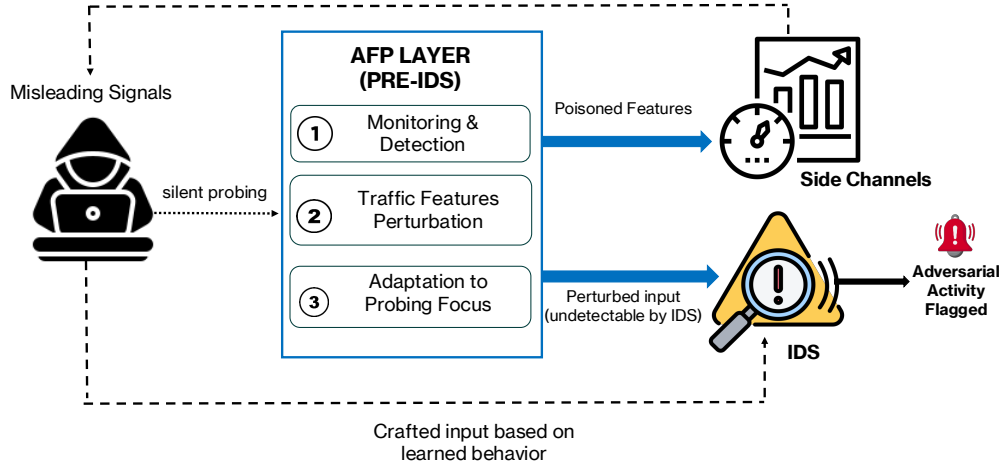 Misleading Signals
silent probing
AFP LAYER
(PRE-IDS)
1
Monitoring &
Detection
2
Traffic Features
Perturbation
3
Adaptation to
Probing Focus
Poisoned Features
Side Channels
Perturbed input
(undetectable by IDS)
IDS
Adversarial
Activity
Flagged
Crafted input based on
learned behavior